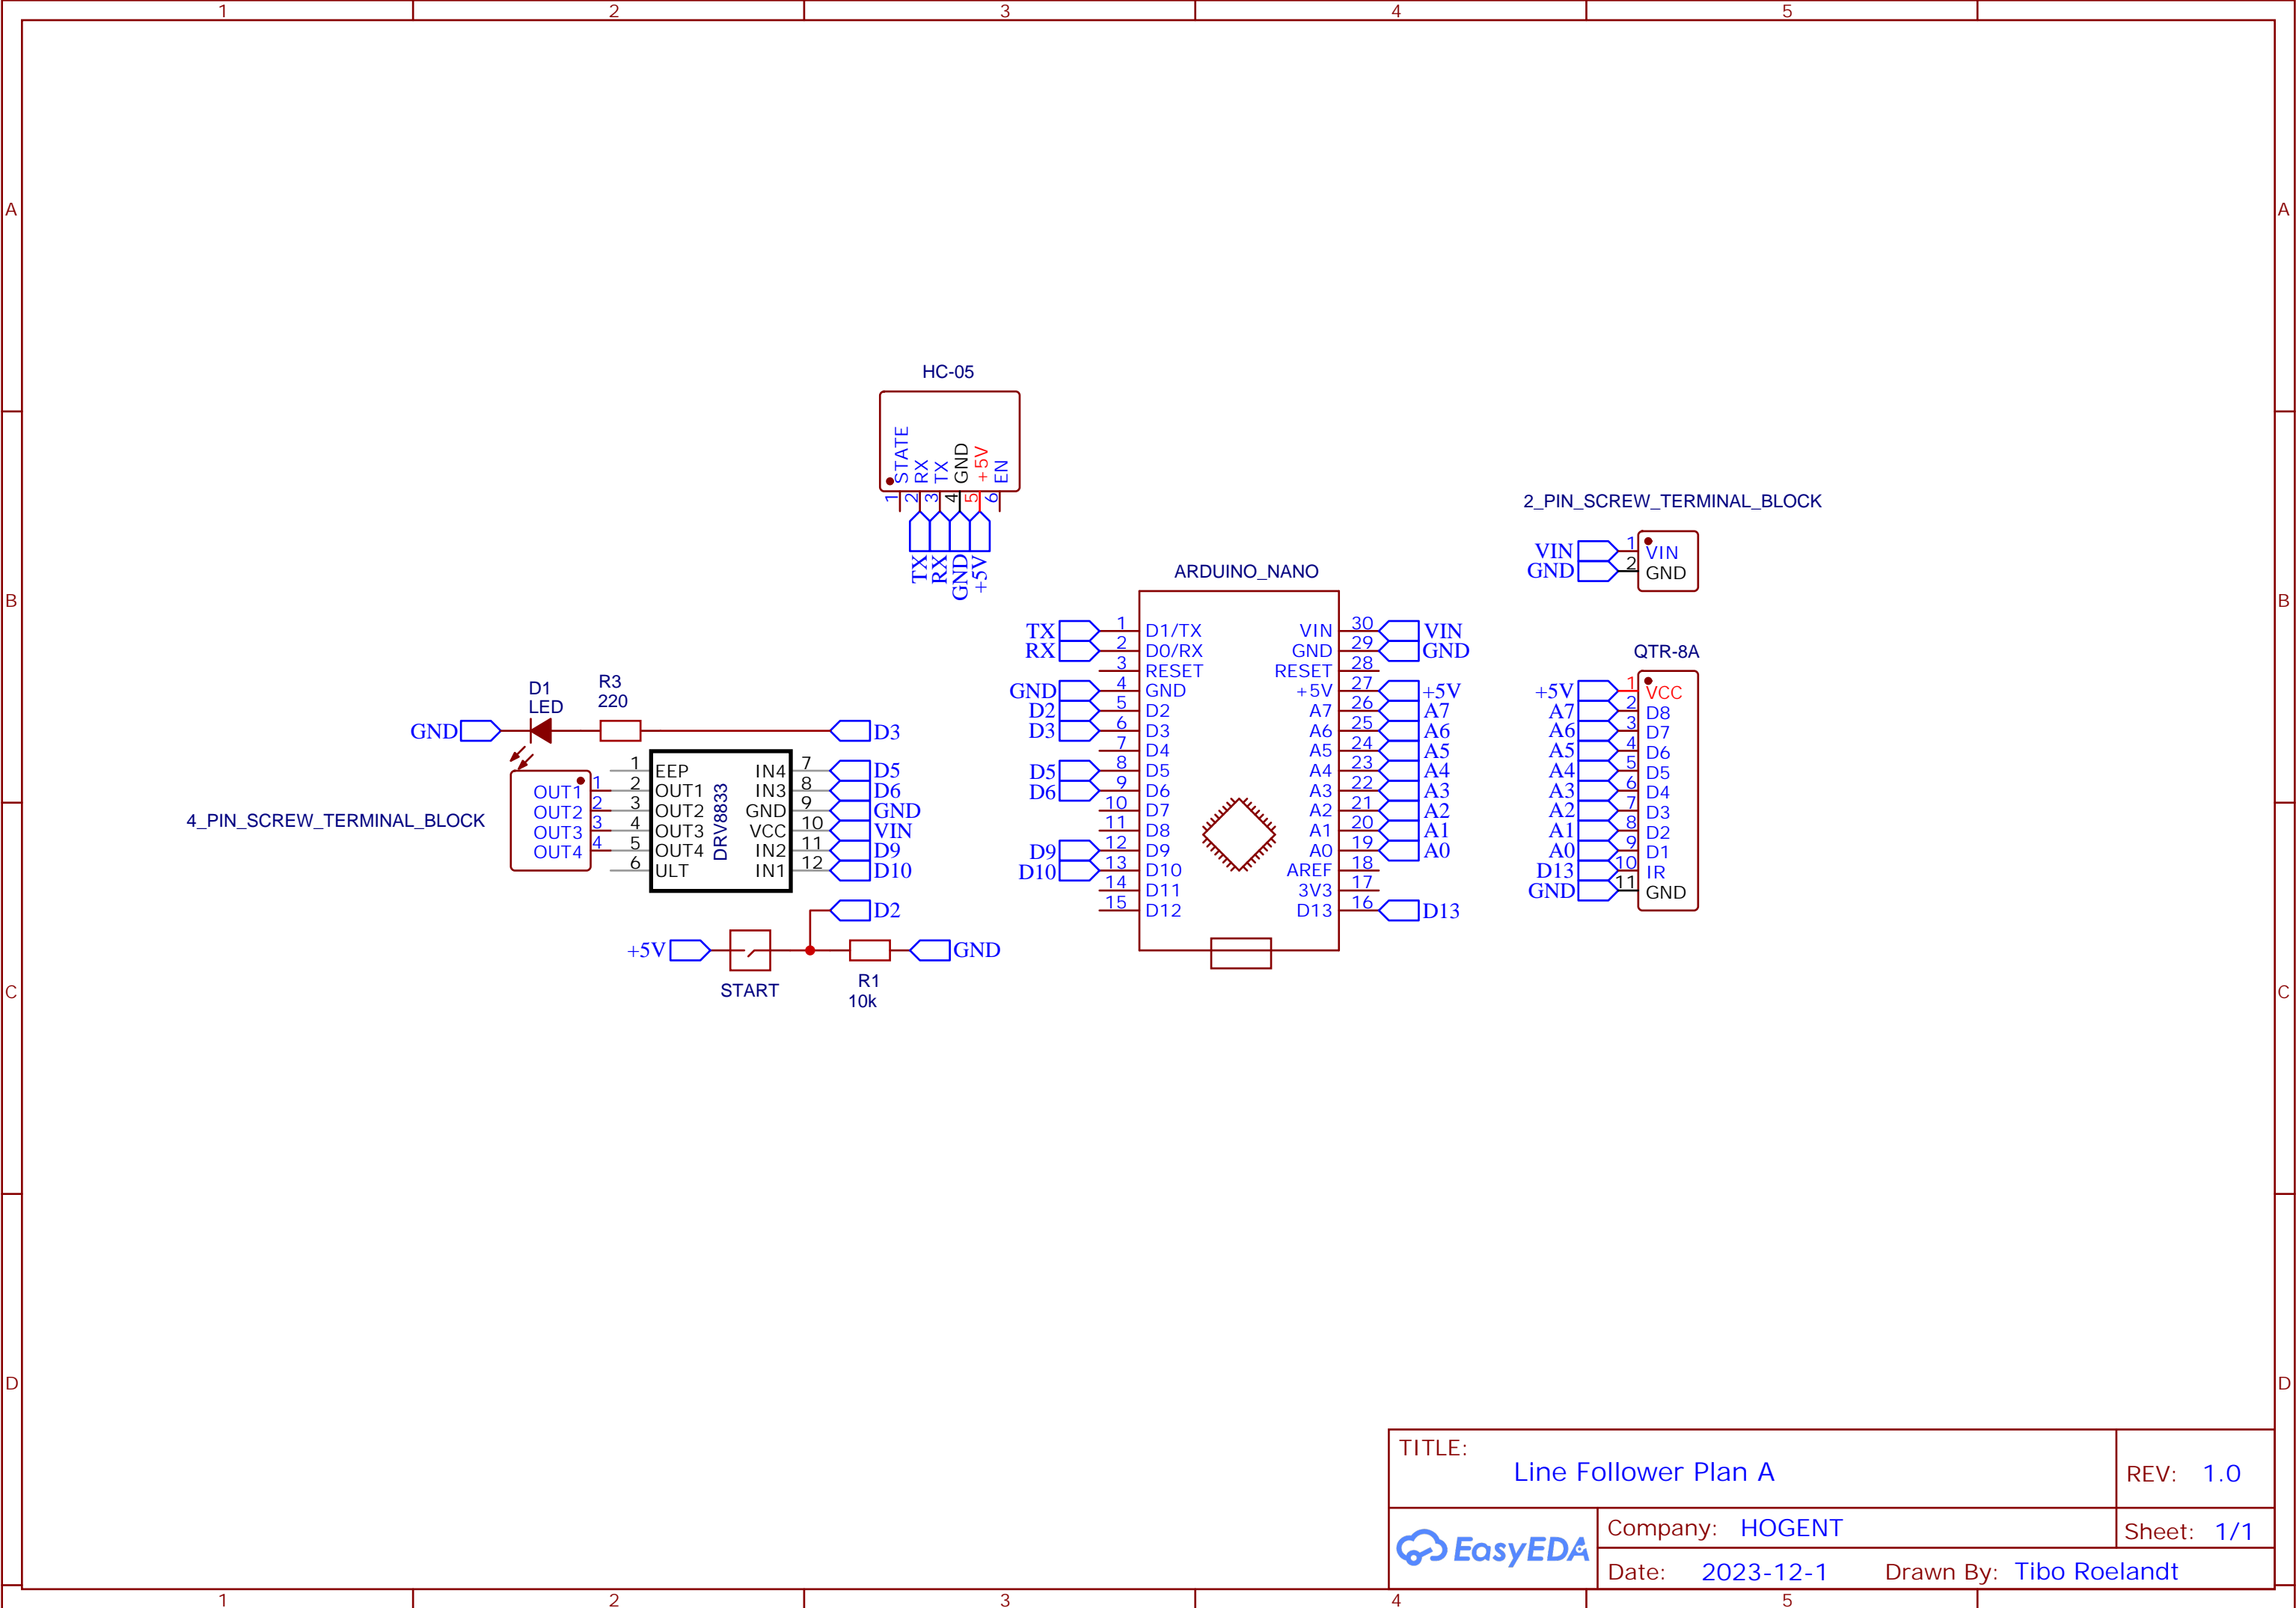 1 2 3 4 5
A A
B B
C C
D D
HC-05
STATE
RX
TX
GND
+5V
EN
1 2 3 4 5 6
TX
RX
GND
+5V
2_PIN_SCREW_TERMINAL_BLOCK
VIN 1 VIN
GND 2 GND
ARDUINO_NANO
TX 1 D1/TX VIN 30 VIN
RX 2 D0/RX GND 29 GND
3 RESET RESET 28
GND 4 GND +5V 27 +5V
D2 5 D2 A7 26 A7
D3 6 D3 A6 25 A6
7 D4 A5 24 A5
D5 8 D5 A4 23 A4
D6 9 D6 A3 22 A3
10 D7 A2 21 A2
11 D8 A1 20 A1
D9 12 D9 A0 19 A0
D10 13 D10 AREF 18
14 D11 3V3 17
15 D12 D13 16 D13
QTR-8A
+5V 1 VCC
A7 2 D8
A6 3 D7
A5 4 D6
A4 5 D5
A3 6 D4
A2 7 D3
A1 8 D2
A0 9 D1
D13 10 IR
GND 11 GND
D1
LED
R3
220
GND D3
4_PIN_SCREW_TERMINAL_BLOCK
OUT1 1
OUT2 2
OUT3 3
OUT4 4
DRV8833
1 EEP IN4 7 D5
2 OUT1 IN3 8 D6
3 OUT2 GND 9 GND
4 OUT3 VCC 10 VIN
5 OUT4 IN2 11 D9
6 ULT IN1 12 D10
D2
+5V GND
START
R1
10k
TITLE:
Line Follower Plan A
REV: 1.0
EasyEDA
Company: HOGENT
Sheet: 1/1
Date: 2023-12-1 Drawn By: Tibo Roelandt
1 2 3 4 5